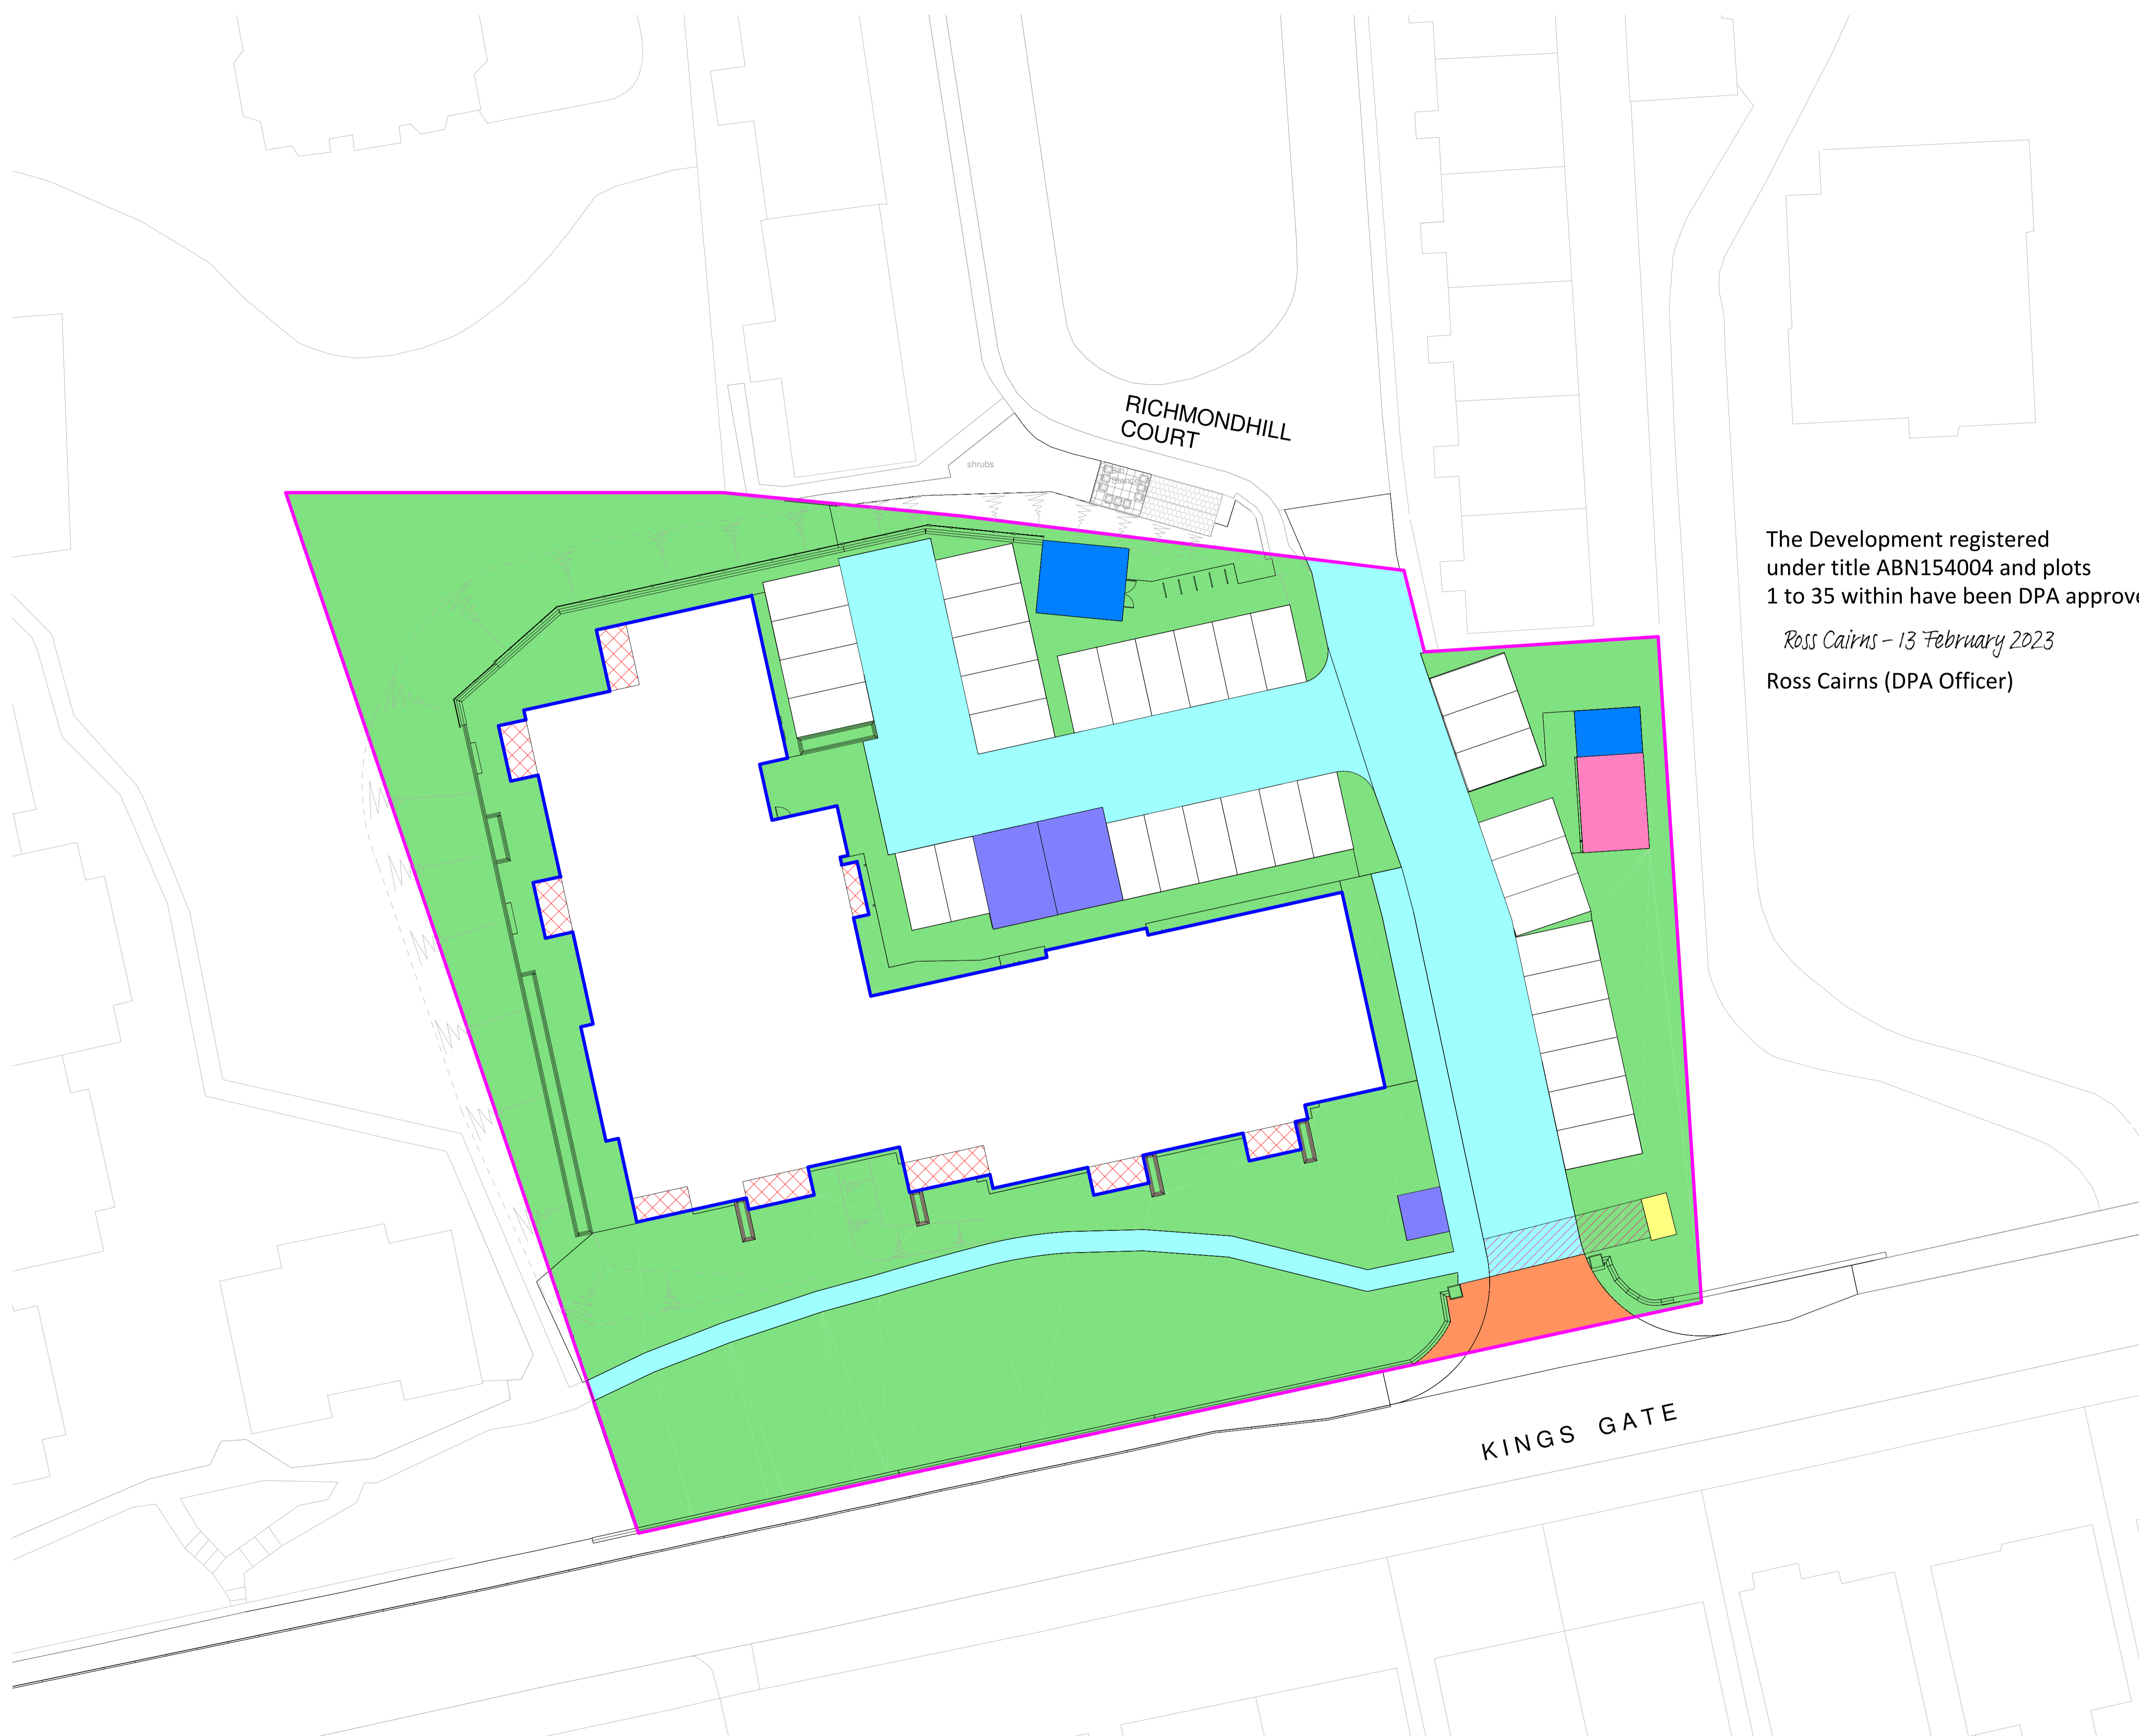 RICHMONDHILL
COURT
shrubs
The Development registered
under title ABN154004 and plots
1 to 35 within have been DPA approve
Ross Cairns – 13 February 2023
Ross Cairns (DPA Officer)
KINGS GATE